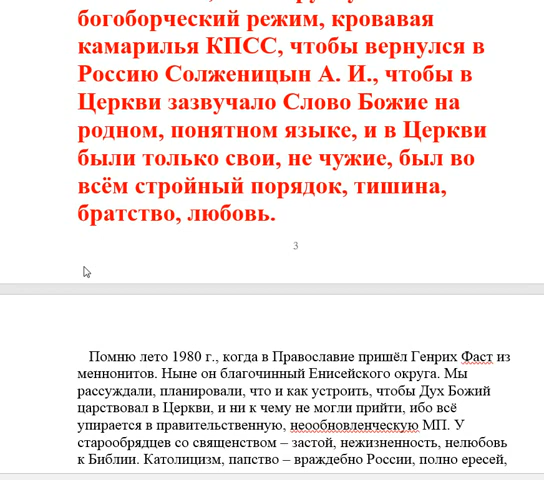 богоборческий режим, кровавая
камарилья КПСС, чтобы вернулся в
Россию Солженицын А. И., чтобы в
Церкви зазвучало Слово Божие на
родном, понятном языке, и в Церкви
были только свои, не чужие, был во
всём стройный порядок, тишина,
братство, любовь.
3
Помню лето 1980 г., когда в Православие пришёл Генрих Фаст из
меннонитов. Ныне он благочинный Енисейского округа. Мы
рассуждали, планировали, что и как устроить, чтобы Дух Божий
царствовал в Церкви, и ни к чему не могли прийти, ибо всё
упирается в правительственную, неообновленческую МП. У
старообрядцев со священством – застой, нежизненность, нелюбовь
к Библии. Католицизм, папство – враждебно России, полно ересей,